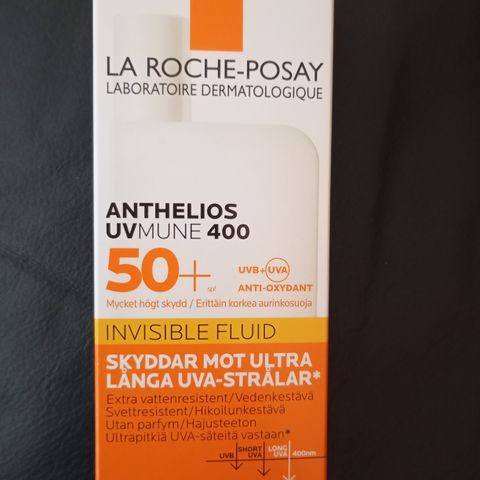 LA ROCHE-POSAY
LABORATOIRE DERMATOLOGIQUE
ANTHELIOS
UVMUNE 400
50+ spf
UVB+UVA
ANTI-OXYDANT
Mycket högt skydd / Erittäin korkea aurinkosuoja
INVISIBLE FLUID
SKYDDAR MOT ULTRA
LÅNGA UVA-STRÅLAR*
Extra vattenresistent/Vedenkestävä
Svettresistent/Hikoilunkestävä
Utan parfym/Hajusteeton
Ultrapitkiä UVA-säteitä vastaan*
UVB SHORT UVA LONG UVA 400nm